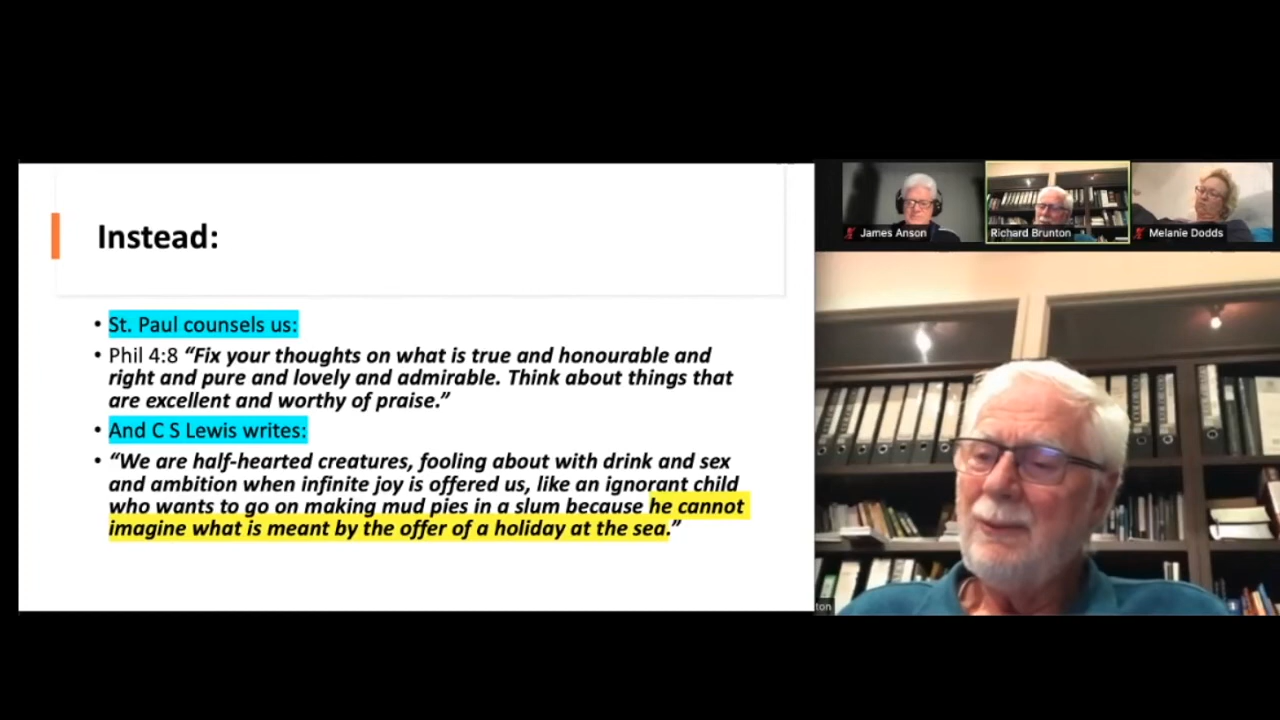 Instead:
• St. Paul counsels us:
• Phil 4:8 “Fix your thoughts on what is true and honourable and
right and pure and lovely and admirable. Think about things that
are excellent and worthy of praise.”
• And C S Lewis writes:
• “We are half-hearted creatures, fooling about with drink and sex
and ambition when infinite joy is offered us, like an ignorant child
who wants to go on making mud pies in a slum because he cannot
imagine what is meant by the offer of a holiday at the sea.”
James Anson
Richard Brunton
Melanie Dodds
ton